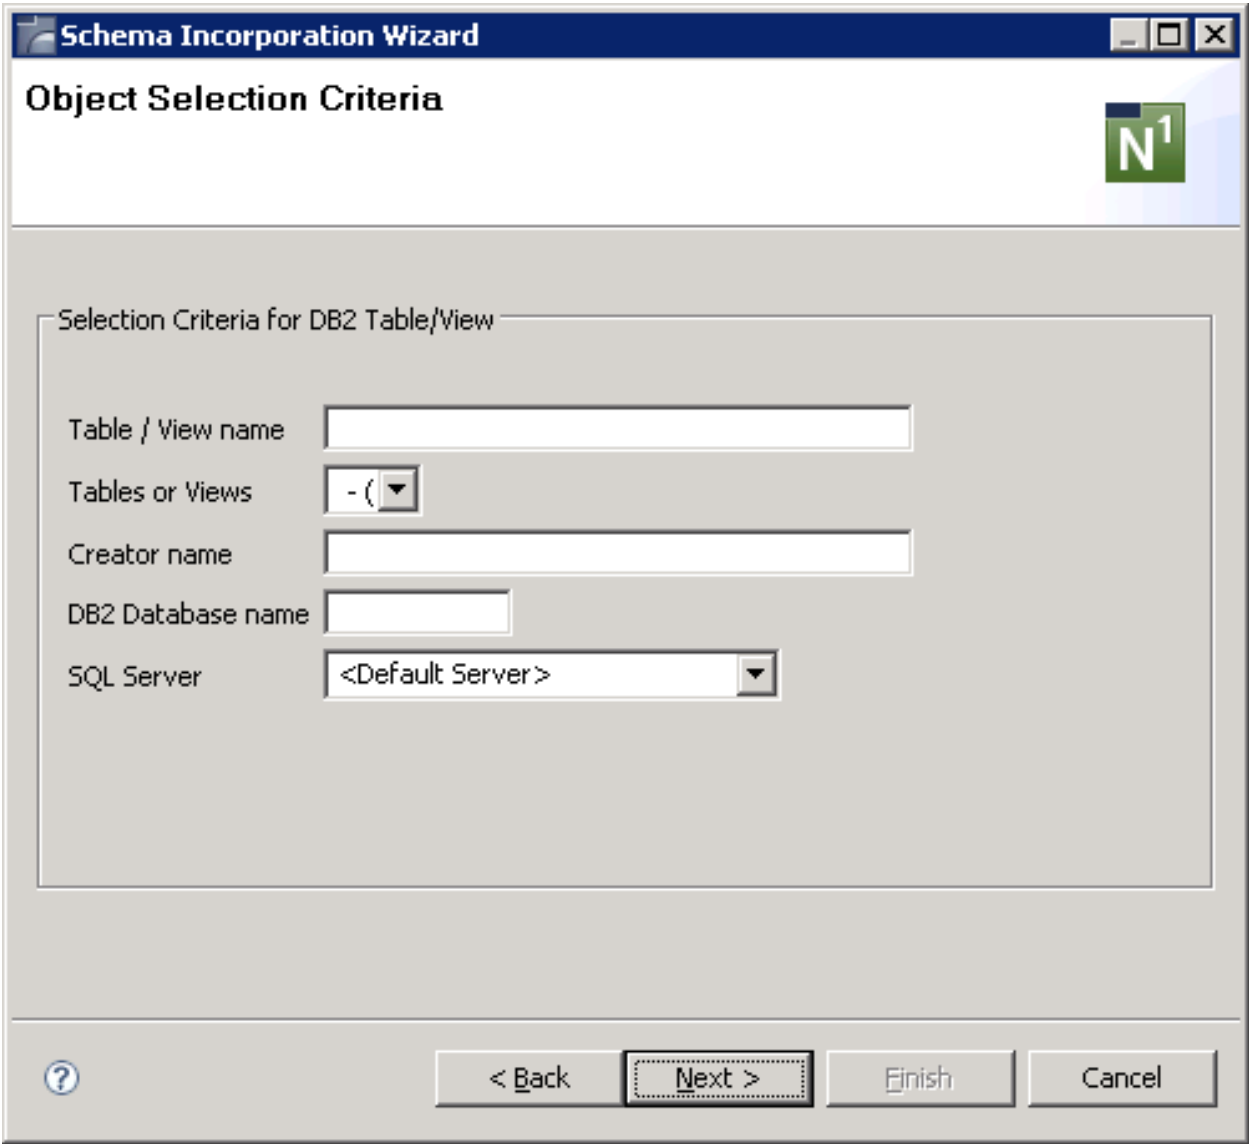 Schema Incorporation Wizard
Object Selection Criteria
N1
Selection Criteria for DB2 Table/View
Table / View name
Tables or Views - (
Creator name
DB2 Database name
SQL Server <Default Server>
? < Back Next > Finish Cancel